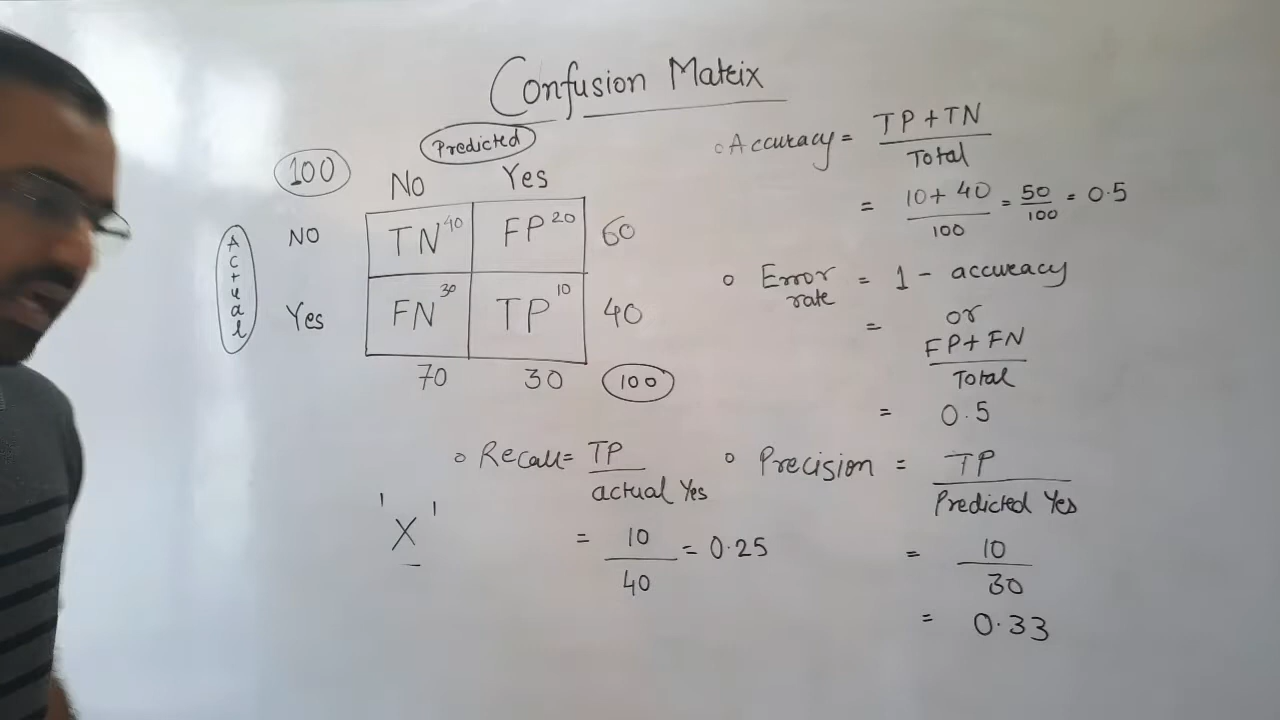 Confusion Matrix
Predicted
100
No Yes
Actual
NO TN 40 FP 20 60
Yes FN 30 TP 10 40
70 30 100
Accuracy = TP + TN / Total
= 10 + 40 / 100 = 50 / 100 = 0.5
Error rate = 1 - accuracy
or
= FP + FN / Total
= 0.5
Recall = TP / actual Yes
= 10 / 40 = 0.25
'X'
Precision = TP / Predicted Yes
= 10 / 30
= 0.33